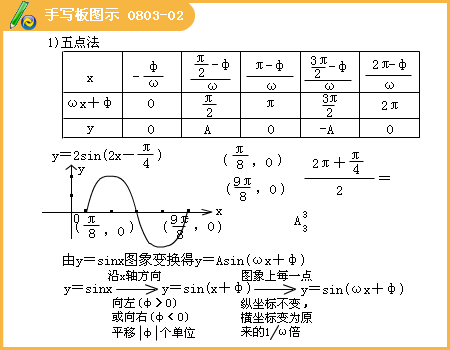 手写板图示 0803-02
1)五点法
x | -φ/ω | (π/2-φ)/ω | (π-φ)/ω | (3π/2-φ)/ω | (2π-φ)/ω
ωx+φ | 0 | π/2 | π | 3π/2 | 2π
y | 0 | A | 0 | -A | 0
y=2sin(2x-π/4)
(π/8, 0)
(9π/8, 0)
(2π+π/4)/2 =
A_3^3
y
x
0
(π/8, 0)
(9π/8, 0)
由y=sinx图象变换得y=Asin(ωx+φ)
沿x轴方向 图象上每一点
y=sinx → y=sin(x+φ) → y=sin(ωx+φ)
向左(φ>0) 纵坐标不变,
或向右(φ<0) 横坐标变为原
平移|φ|个单位 来的1/ω倍